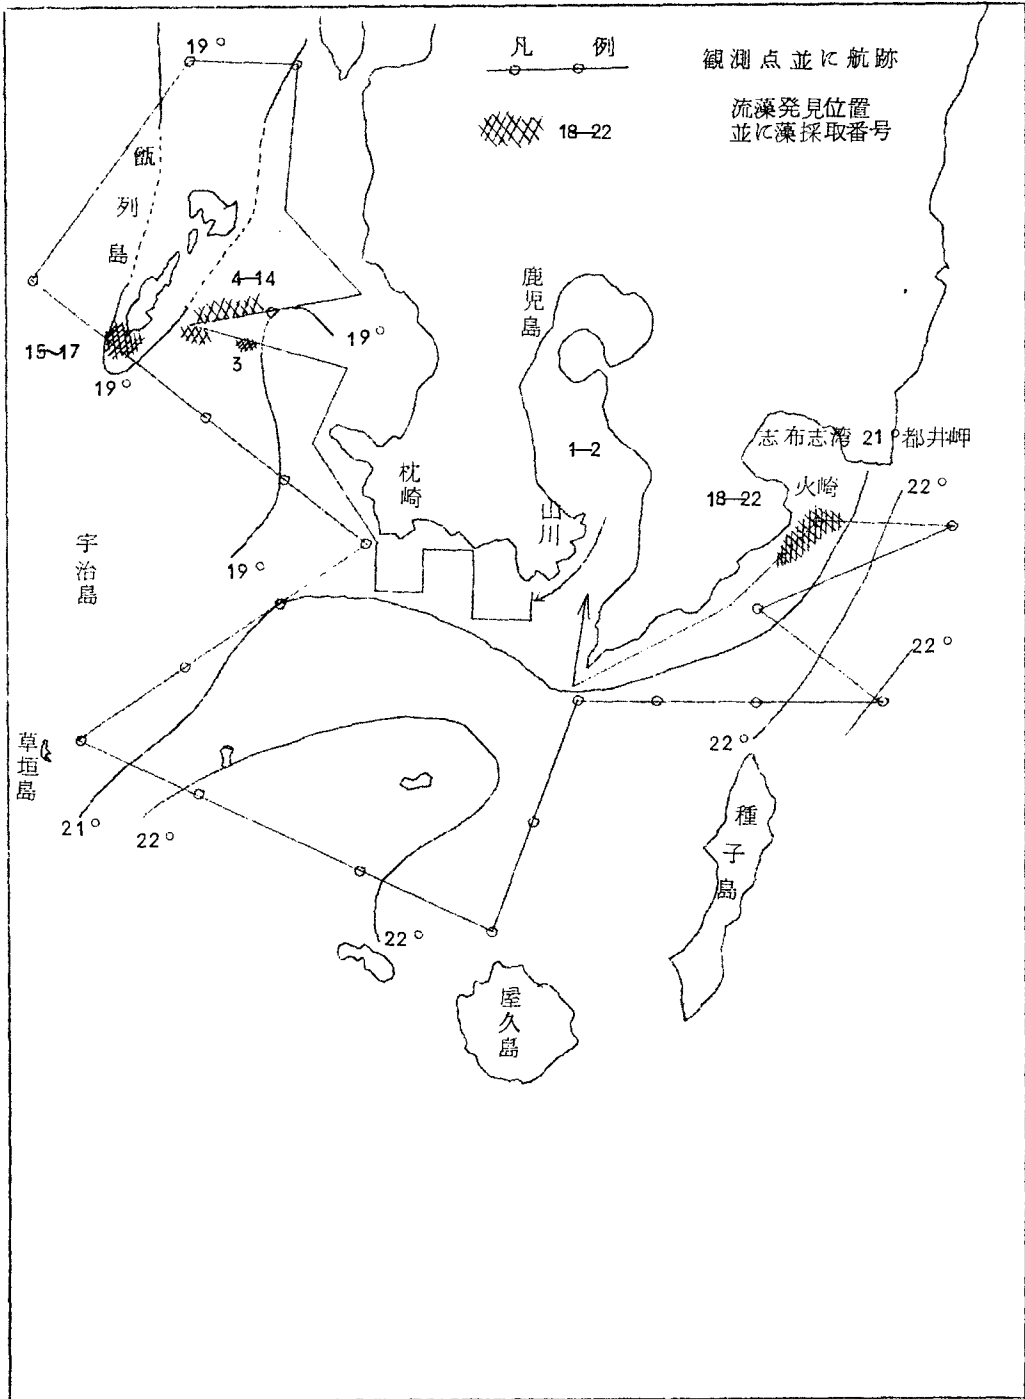 凡 例
観測点並に航跡
18-22
流藻発見位置
並に藻採取番号
19°
甑列島
4-14
15~17
3
19°
19°
鹿児島
1-2
志布志湾 21° 都井岬
火崎
18-22
22°
枕崎
山川
宇治島
19°
22°
草垣島
21°
22°
22°
種子島
22°
屋久島